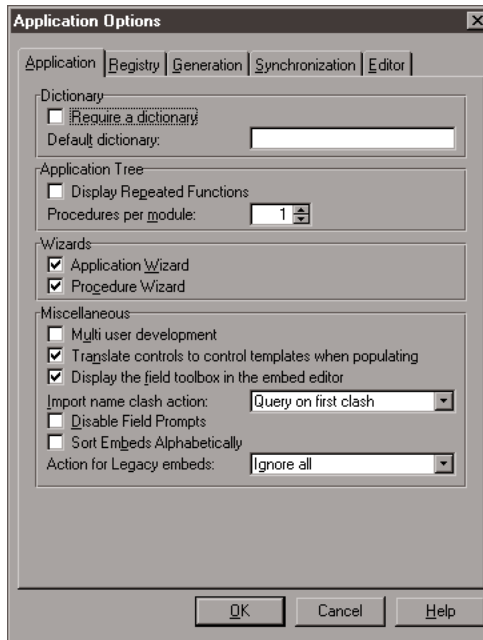 Application Options
Application Registry Generation Synchronization Editor
Dictionary
Require a dictionary
Default dictionary:
Application Tree
Display Repeated Functions
Procedures per module: 1
Wizards
Application Wizard
Procedure Wizard
Miscellaneous
Multi user development
Translate controls to control templates when populating
Display the field toolbox in the embed editor
Import name clash action: Query on first clash
Disable Field Prompts
Sort Embeds Alphabetically
Action for Legacy embeds: Ignore all
OK Cancel Help